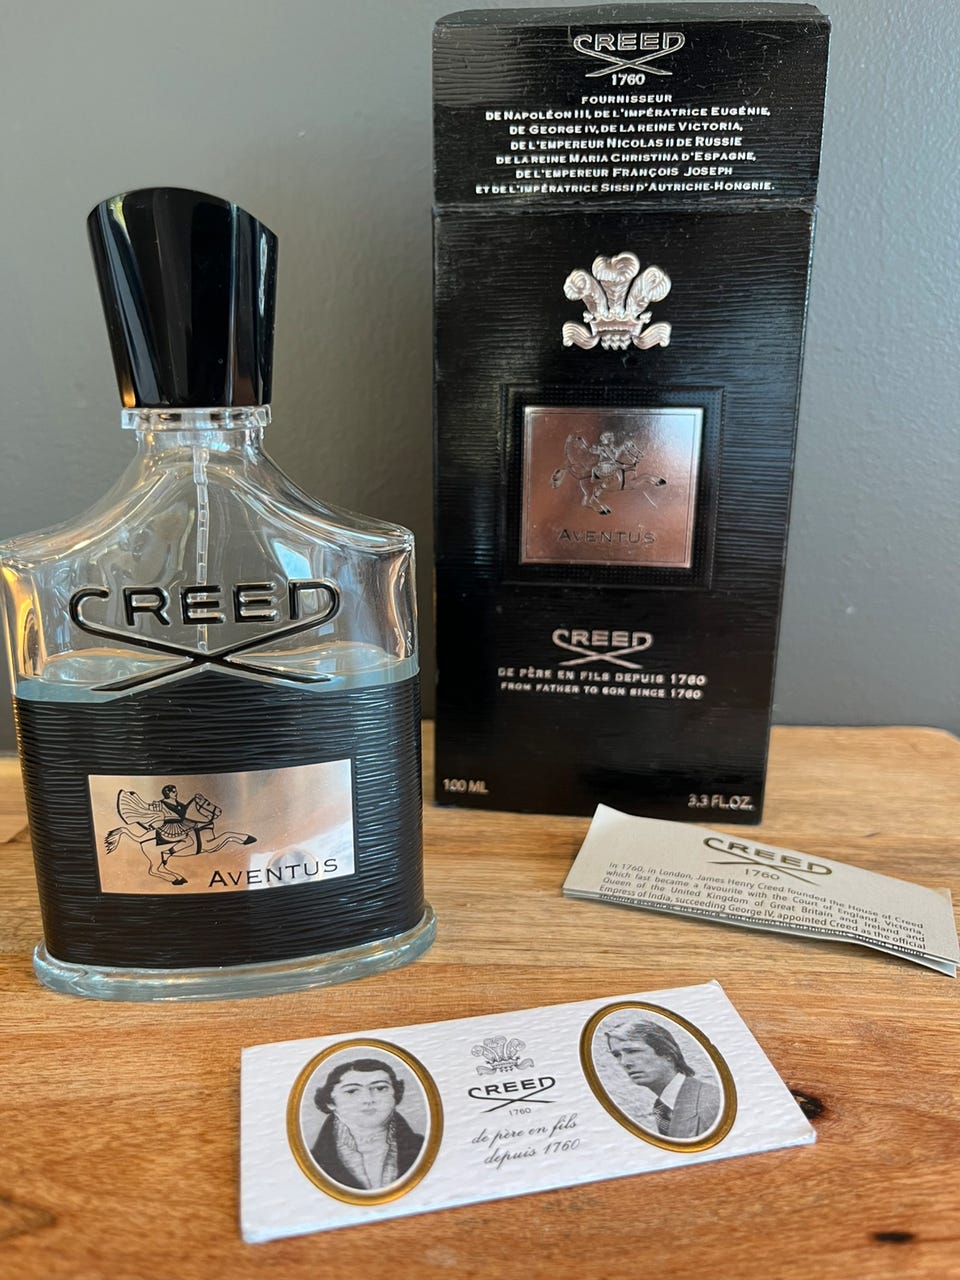 CREED
1760
FOURNISSEUR
DE NAPOLÉON III, DE L'IMPÉRATRICE EUGÉNIE,
DE GEORGE IV, DE LA REINE VICTORIA,
DE L'EMPEREUR NICOLAS II DE RUSSIE
DE LA REINE MARIA CHRISTINA D'ESPAGNE,
DE L'EMPEREUR FRANÇOIS JOSEPH
ET DE L'IMPÉRATRICE SISSI D'AUTRICHE-HONGRIE.
AVENTUS
CREED
DE PÈRE EN FILS DEPUIS 1760
FROM FATHER TO SON SINCE 1760
100 ML
3.3 FL.OZ.
CREED
AVENTUS
CREED
1760
In 1760, in London, James Henry Creed founded the House of Creed
which fast became a favourite with the Court of England. Victoria,
Queen of the United Kingdom of Great Britain and Ireland and
Empress of India, succeeding George IV, appointed Creed as the official
CREED
1760
de père en fils
depuis 1760